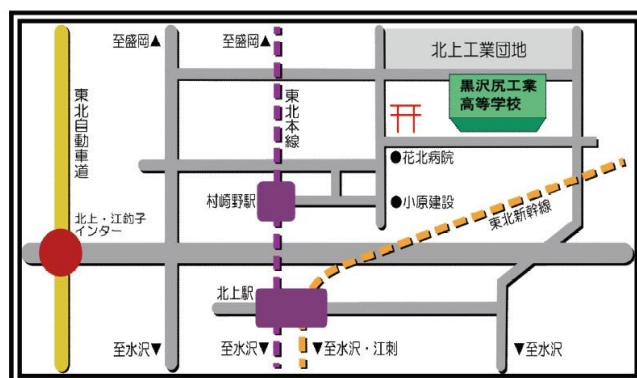 至盛岡▲
至盛岡▲
北上工業団地
黒沢尻工業
高等学校
東北自動車道
東北本線
●花北病院
村崎野駅
●小原建設
東北新幹線
北上・江釣子
インター
北上駅
至水沢▼
至水沢▼
▼至水沢・江刺
▼至水沢